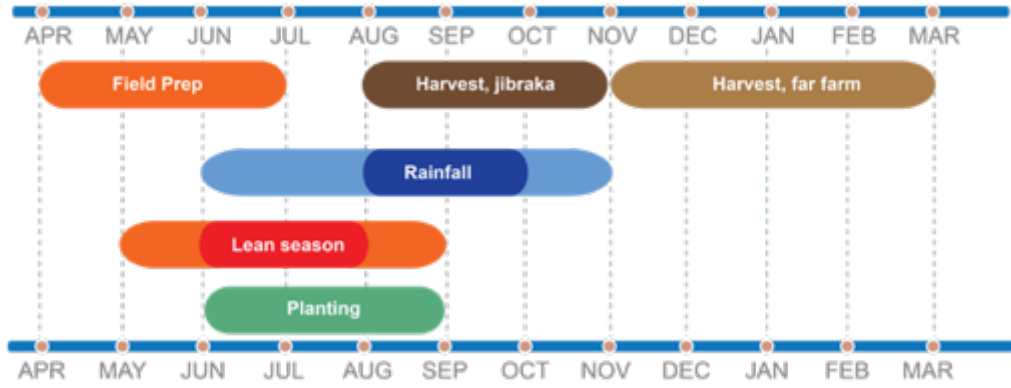 APR MAY JUN JUL AUG SEP OCT NOV DEC JAN FEB MAR
Field Prep Harvest, jibraka Harvest, far farm
Rainfall
Lean season
Planting
APR MAY JUN JUL AUG SEP OCT NOV DEC JAN FEB MAR